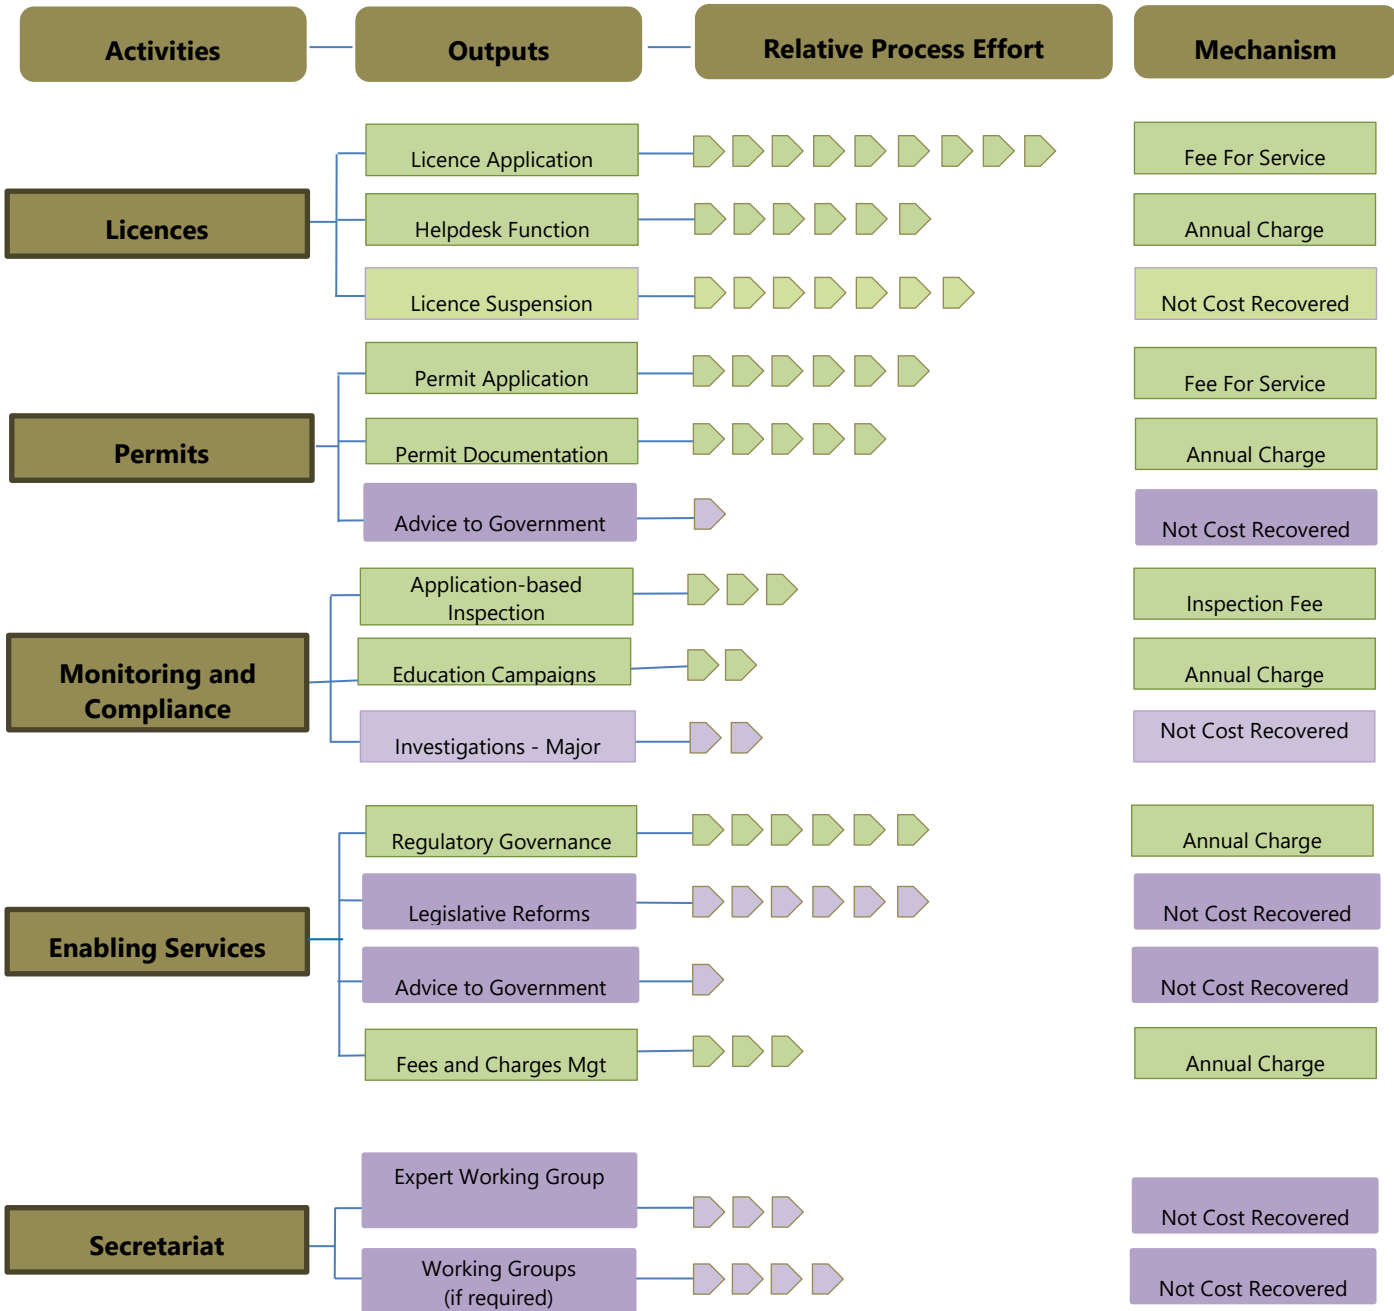 Activities
Outputs
Relative Process Effort
Mechanism
Licence Application
Fee For Service
Licences
Helpdesk Function
Annual Charge
Licence Suspension
Not Cost Recovered
Permit Application
Fee For Service
Permits
Permit Documentation
Annual Charge
Advice to Government
Not Cost Recovered
Application-based
Inspection
Inspection Fee
Monitoring and
Compliance
Education Campaigns
Annual Charge
Investigations - Major
Not Cost Recovered
Regulatory Governance
Annual Charge
Legislative Reforms
Not Cost Recovered
Enabling Services
Advice to Government
Not Cost Recovered
Fees and Charges Mgt
Annual Charge
Expert Working Group
Not Cost Recovered
Secretariat
Working Groups
(if required)
Not Cost Recovered